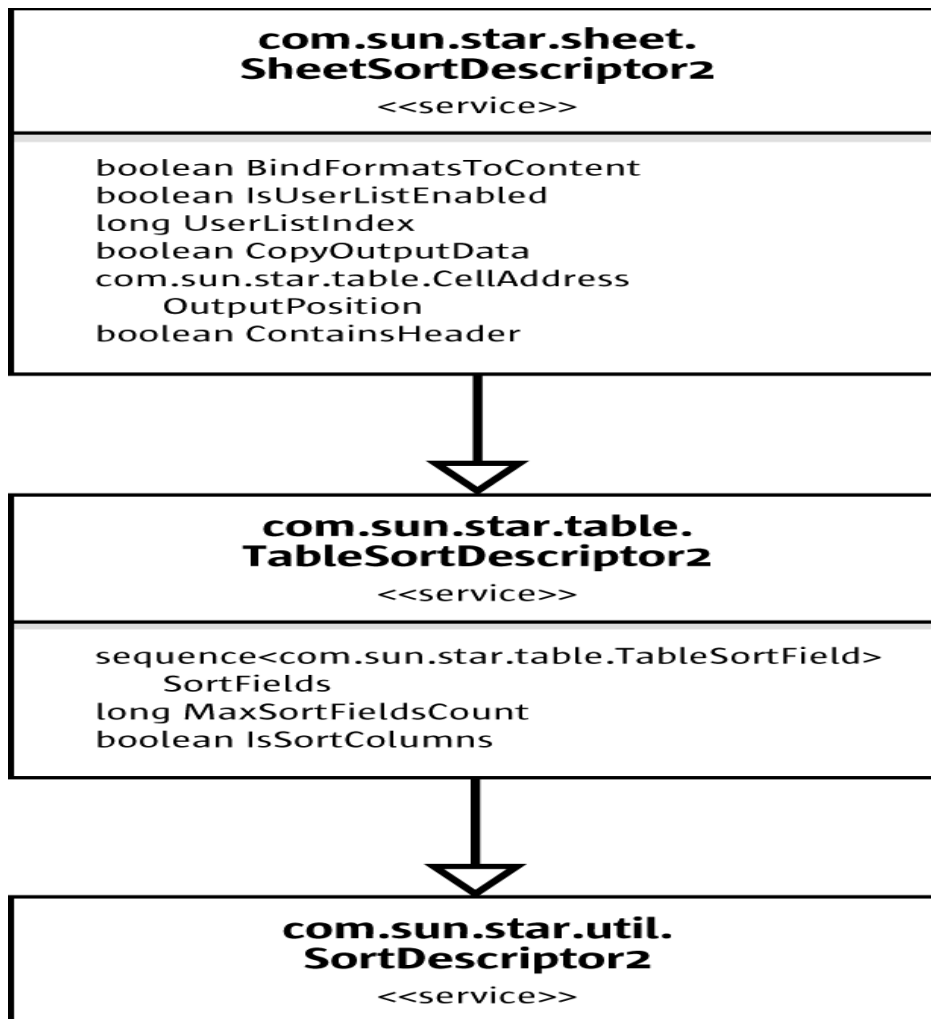 com.sun.star.sheet.
SheetSortDescriptor2
<<service>>
boolean BindFormatsToContent
boolean IsUserListEnabled
long UserListIndex
boolean CopyOutputData
com.sun.star.table.CellAddress
OutputPosition
boolean ContainsHeader
com.sun.star.table.
TableSortDescriptor2
<<service>>
sequence<com.sun.star.table.TableSortField>
SortFields
long MaxSortFieldsCount
boolean IsSortColumns
com.sun.star.util.
SortDescriptor2
<<service>>